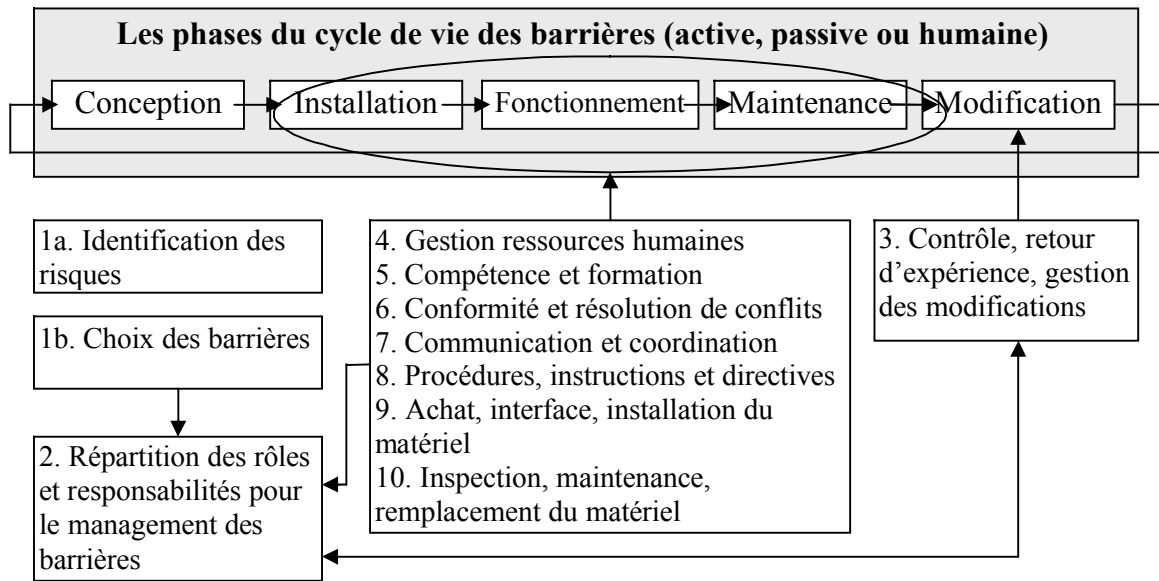 Les phases du cycle de vie des barrières (active, passive ou humaine)
Conception
Installation
Fonctionnement
Maintenance
Modification
1a. Identification des
risques
1b. Choix des barrières
2. Répartition des rôles
et responsabilités pour
le management des
barrières
4. Gestion ressources humaines
5. Compétence et formation
6. Conformité et résolution de conflits
7. Communication et coordination
8. Procédures, instructions et directives
9. Achat, interface, installation du
matériel
10. Inspection, maintenance,
remplacement du matériel
3. Contrôle, retour
d’expérience, gestion
des modifications